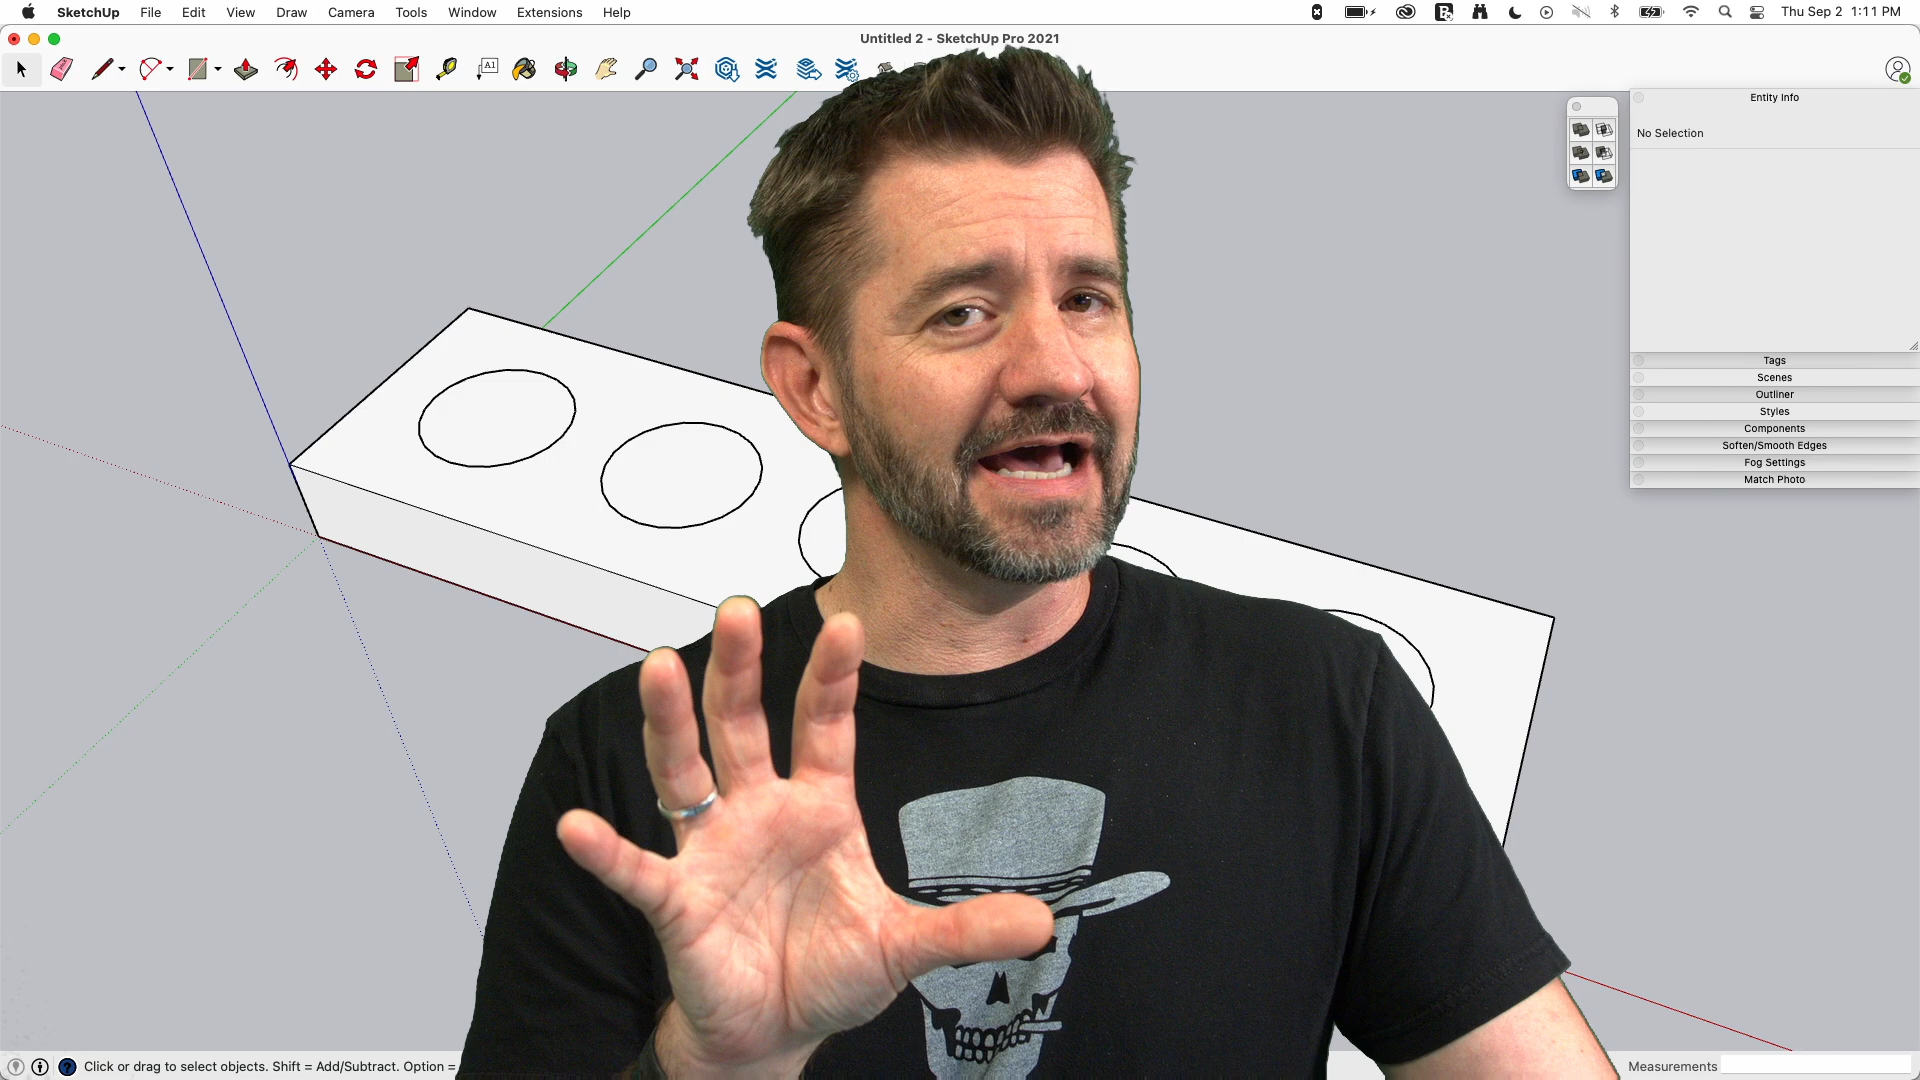 SketchUp File Edit View Draw Camera Tools Window Extensions Help Thu Sep 2 1:11 PM
Untitled 2 - SketchUp Pro 2021
A1
Entity Info
No Selection
Tags
Scenes
Outliner
Styles
Components
Soften/Smooth Edges
Fog Settings
Match Photo
Click or drag to select objects. Shift = Add/Subtract. Option =
Measurements